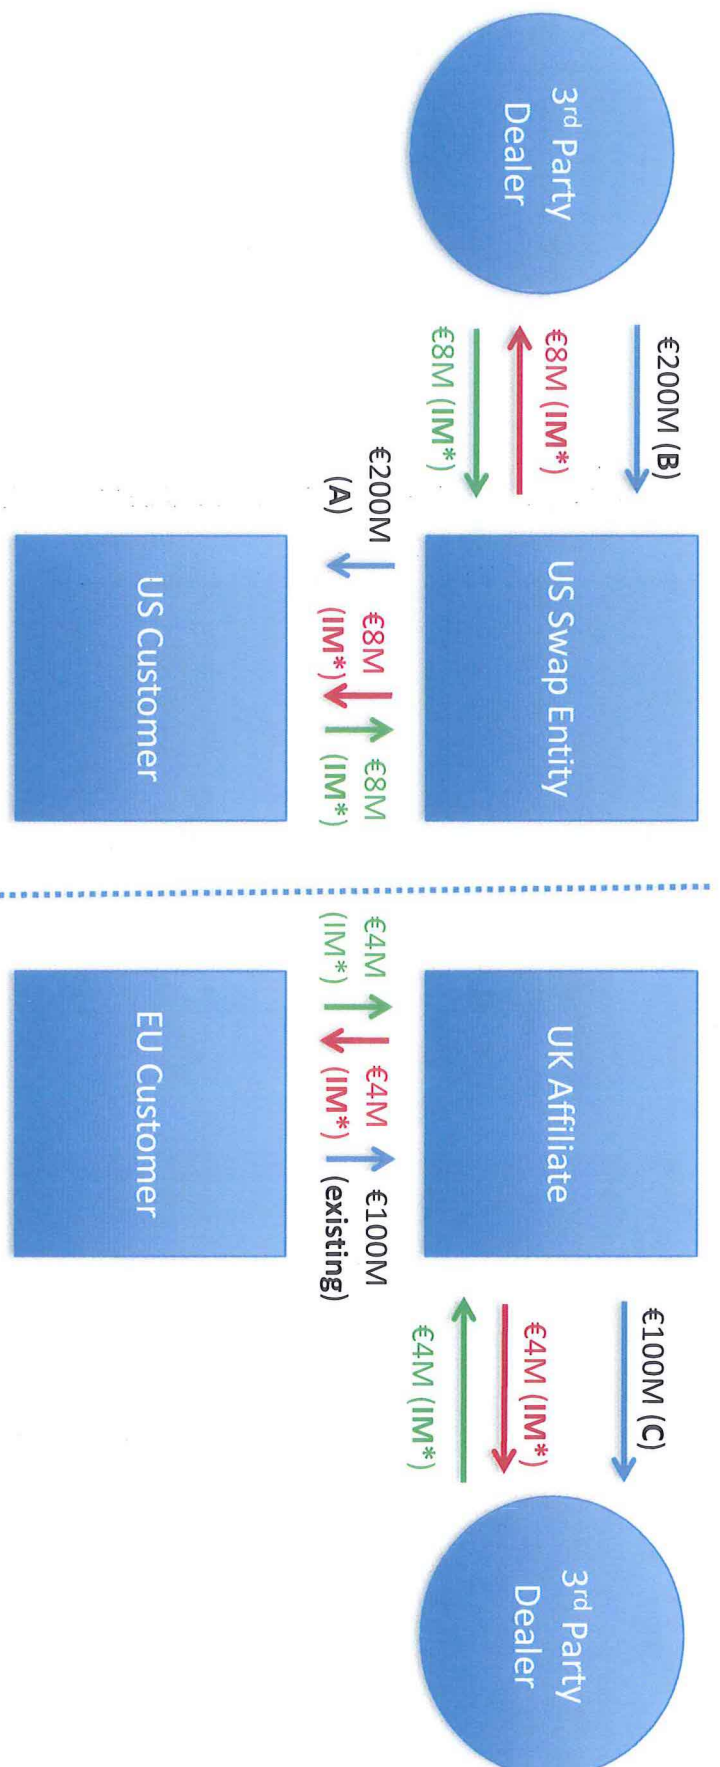 3rd Party
Dealer
€200M (B)
€8M (IM*)
€8M (IM*)
US Swap Entity
€200M
(A)
€8M
(IM*)
€8M
(IM*)
US Customer
UK Affiliate
€4M
(IM*)
€4M
(IM*)
€100M
(existing)
EU Customer
€100M (C)
€4M (IM*)
€4M (IM*)
3rd Party
Dealer